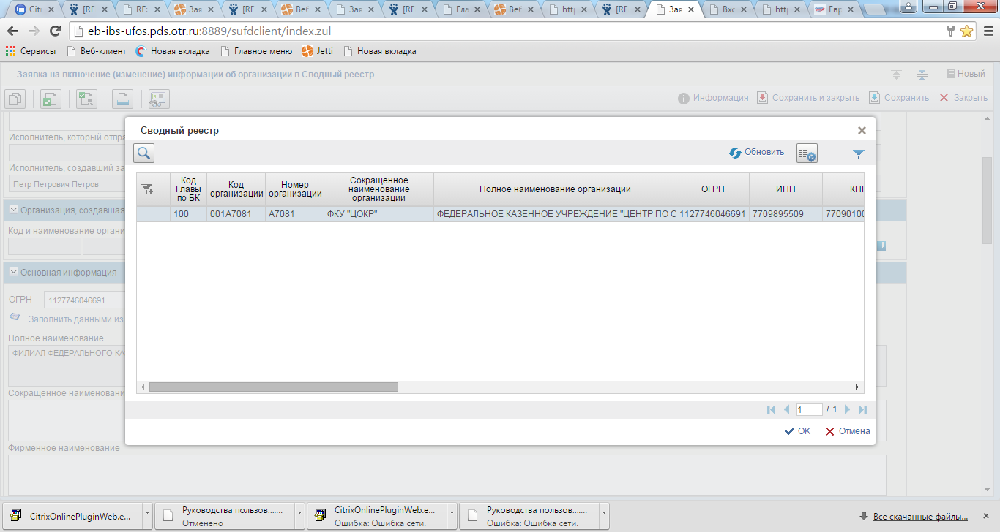 Citr
[RE
RE:
Зая
[RE
Веб
Зая
[RE
Гла
Веб
http
[RE
Зая
Вхо
http
Евр
eb-ibs-ufos.pds.otr.ru:8889/sufdclient/index.zul
Сервисы
Веб-клиент
Новая вкладка
Главное меню
Jetti
Новая вкладка
Заявка на включение (изменение) информации об организации в Сводный реестр
Новый
Информация
Сохранить и закрыть
Сохранить
Закрыть
Исполнитель, который отпра
Исполнитель, создавший за
Петр Петрович Петров
Организация, создавшая
Код и наименование органи
Основная информация
ОГРН
1127746046691
Заполнить данными из
Полное наименование
ФИЛИАЛ ФЕДЕРАЛЬНОГО КА
Сокращенное наименовани
Фирменное наименование
Сводный реестр
Обновить
Код Главы по БК
Код организации
Номер организации
Сокращенное наименование организации
Полное наименование организации
ОГРН
ИНН
КПП
100
001А7081
А7081
ФКУ "ЦОКР"
ФЕДЕРАЛЬНОЕ КАЗЕННОЕ УЧРЕЖДЕНИЕ "ЦЕНТР ПО О
1127746046691
7709895509
77090100
1
/ 1
OK
Отмена
CitrixOnlinePluginWeb.e...
Руководства пользов.......
Отменено
CitrixOnlinePluginWeb.e...
Ошибка: Ошибка сети.
Руководства пользов.......
Ошибка: Ошибка сети.
Все скачанные файлы...